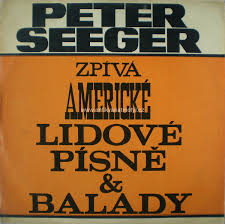 PETER
SEEGER
ZPÍVÁ
AMERICKÉ
LIDOVÉ
PÍSNĚ
&
BALADY